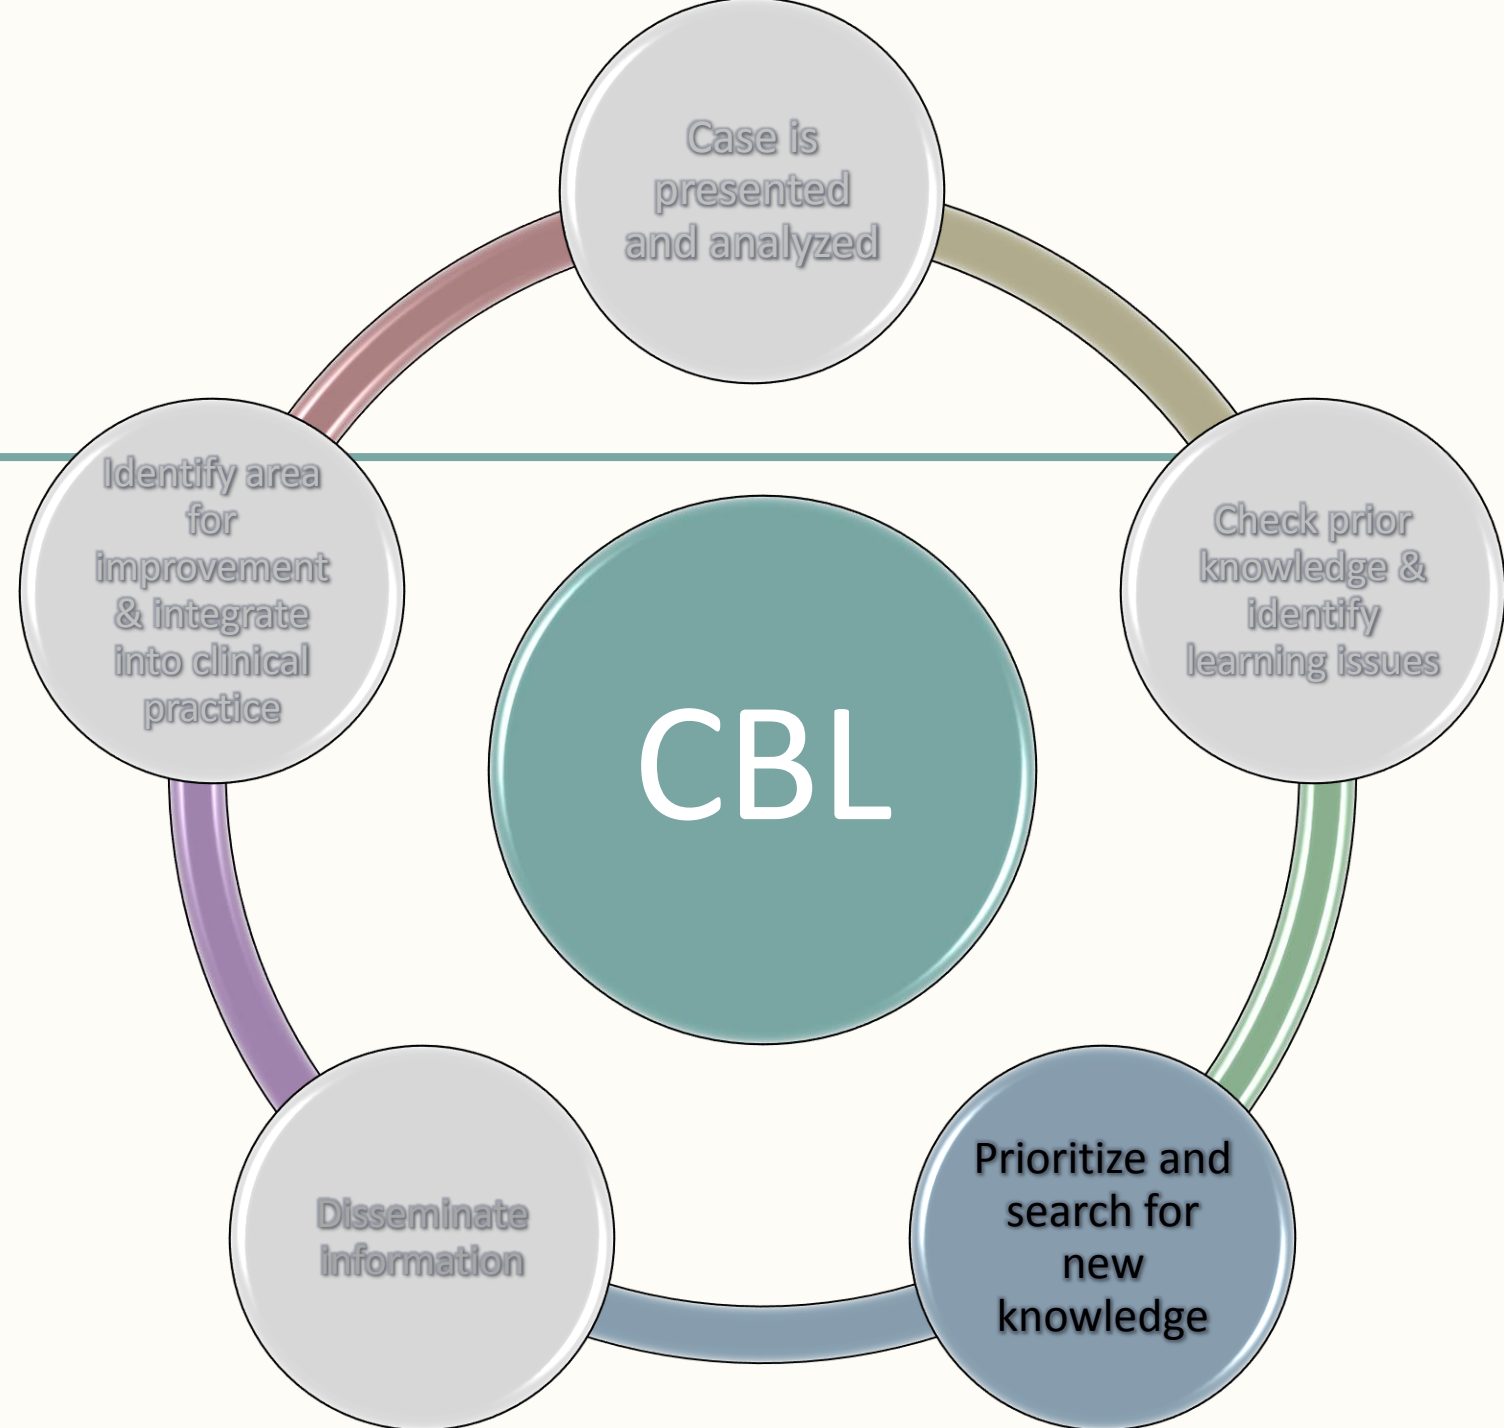 Case is
presented
and analyzed
Check prior
knowledge &
identify
learning issues
Prioritize and
search for
new
knowledge
Disseminate
information
Identify area
for
improvement
& integrate
into clinical
practice
CBL